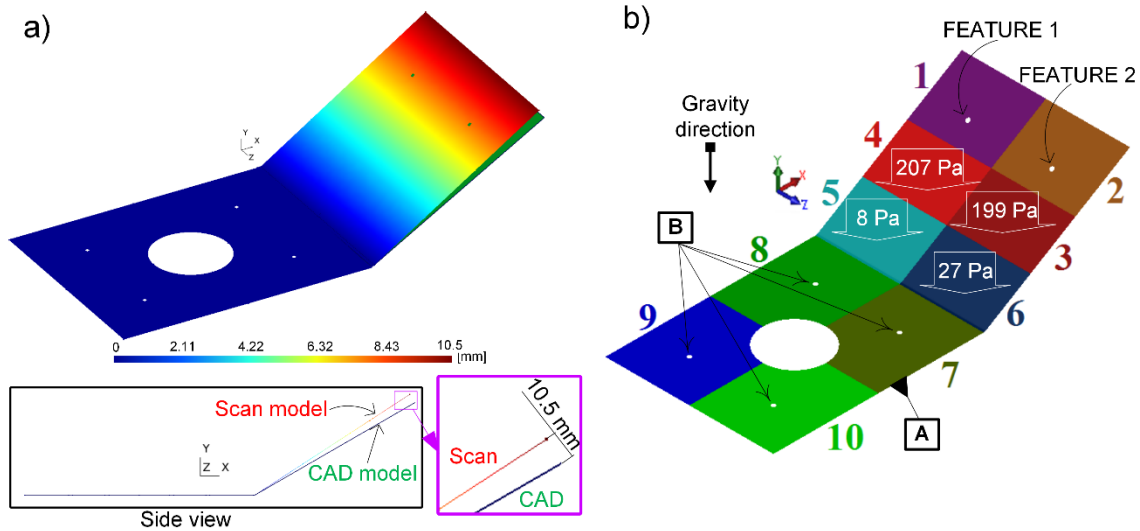 a)
Y
X
Z
0 2.11 4.22 6.32 8.43 10.5
[mm]
Scan model
CAD model
Y
Z X
Side view
10.5 mm
Scan
CAD
b)
FEATURE 1
FEATURE 2
Gravity
direction
Y
X
Z
1
2
3
4
5
6
7
8
9
10
207 Pa
199 Pa
8 Pa
27 Pa
B
A